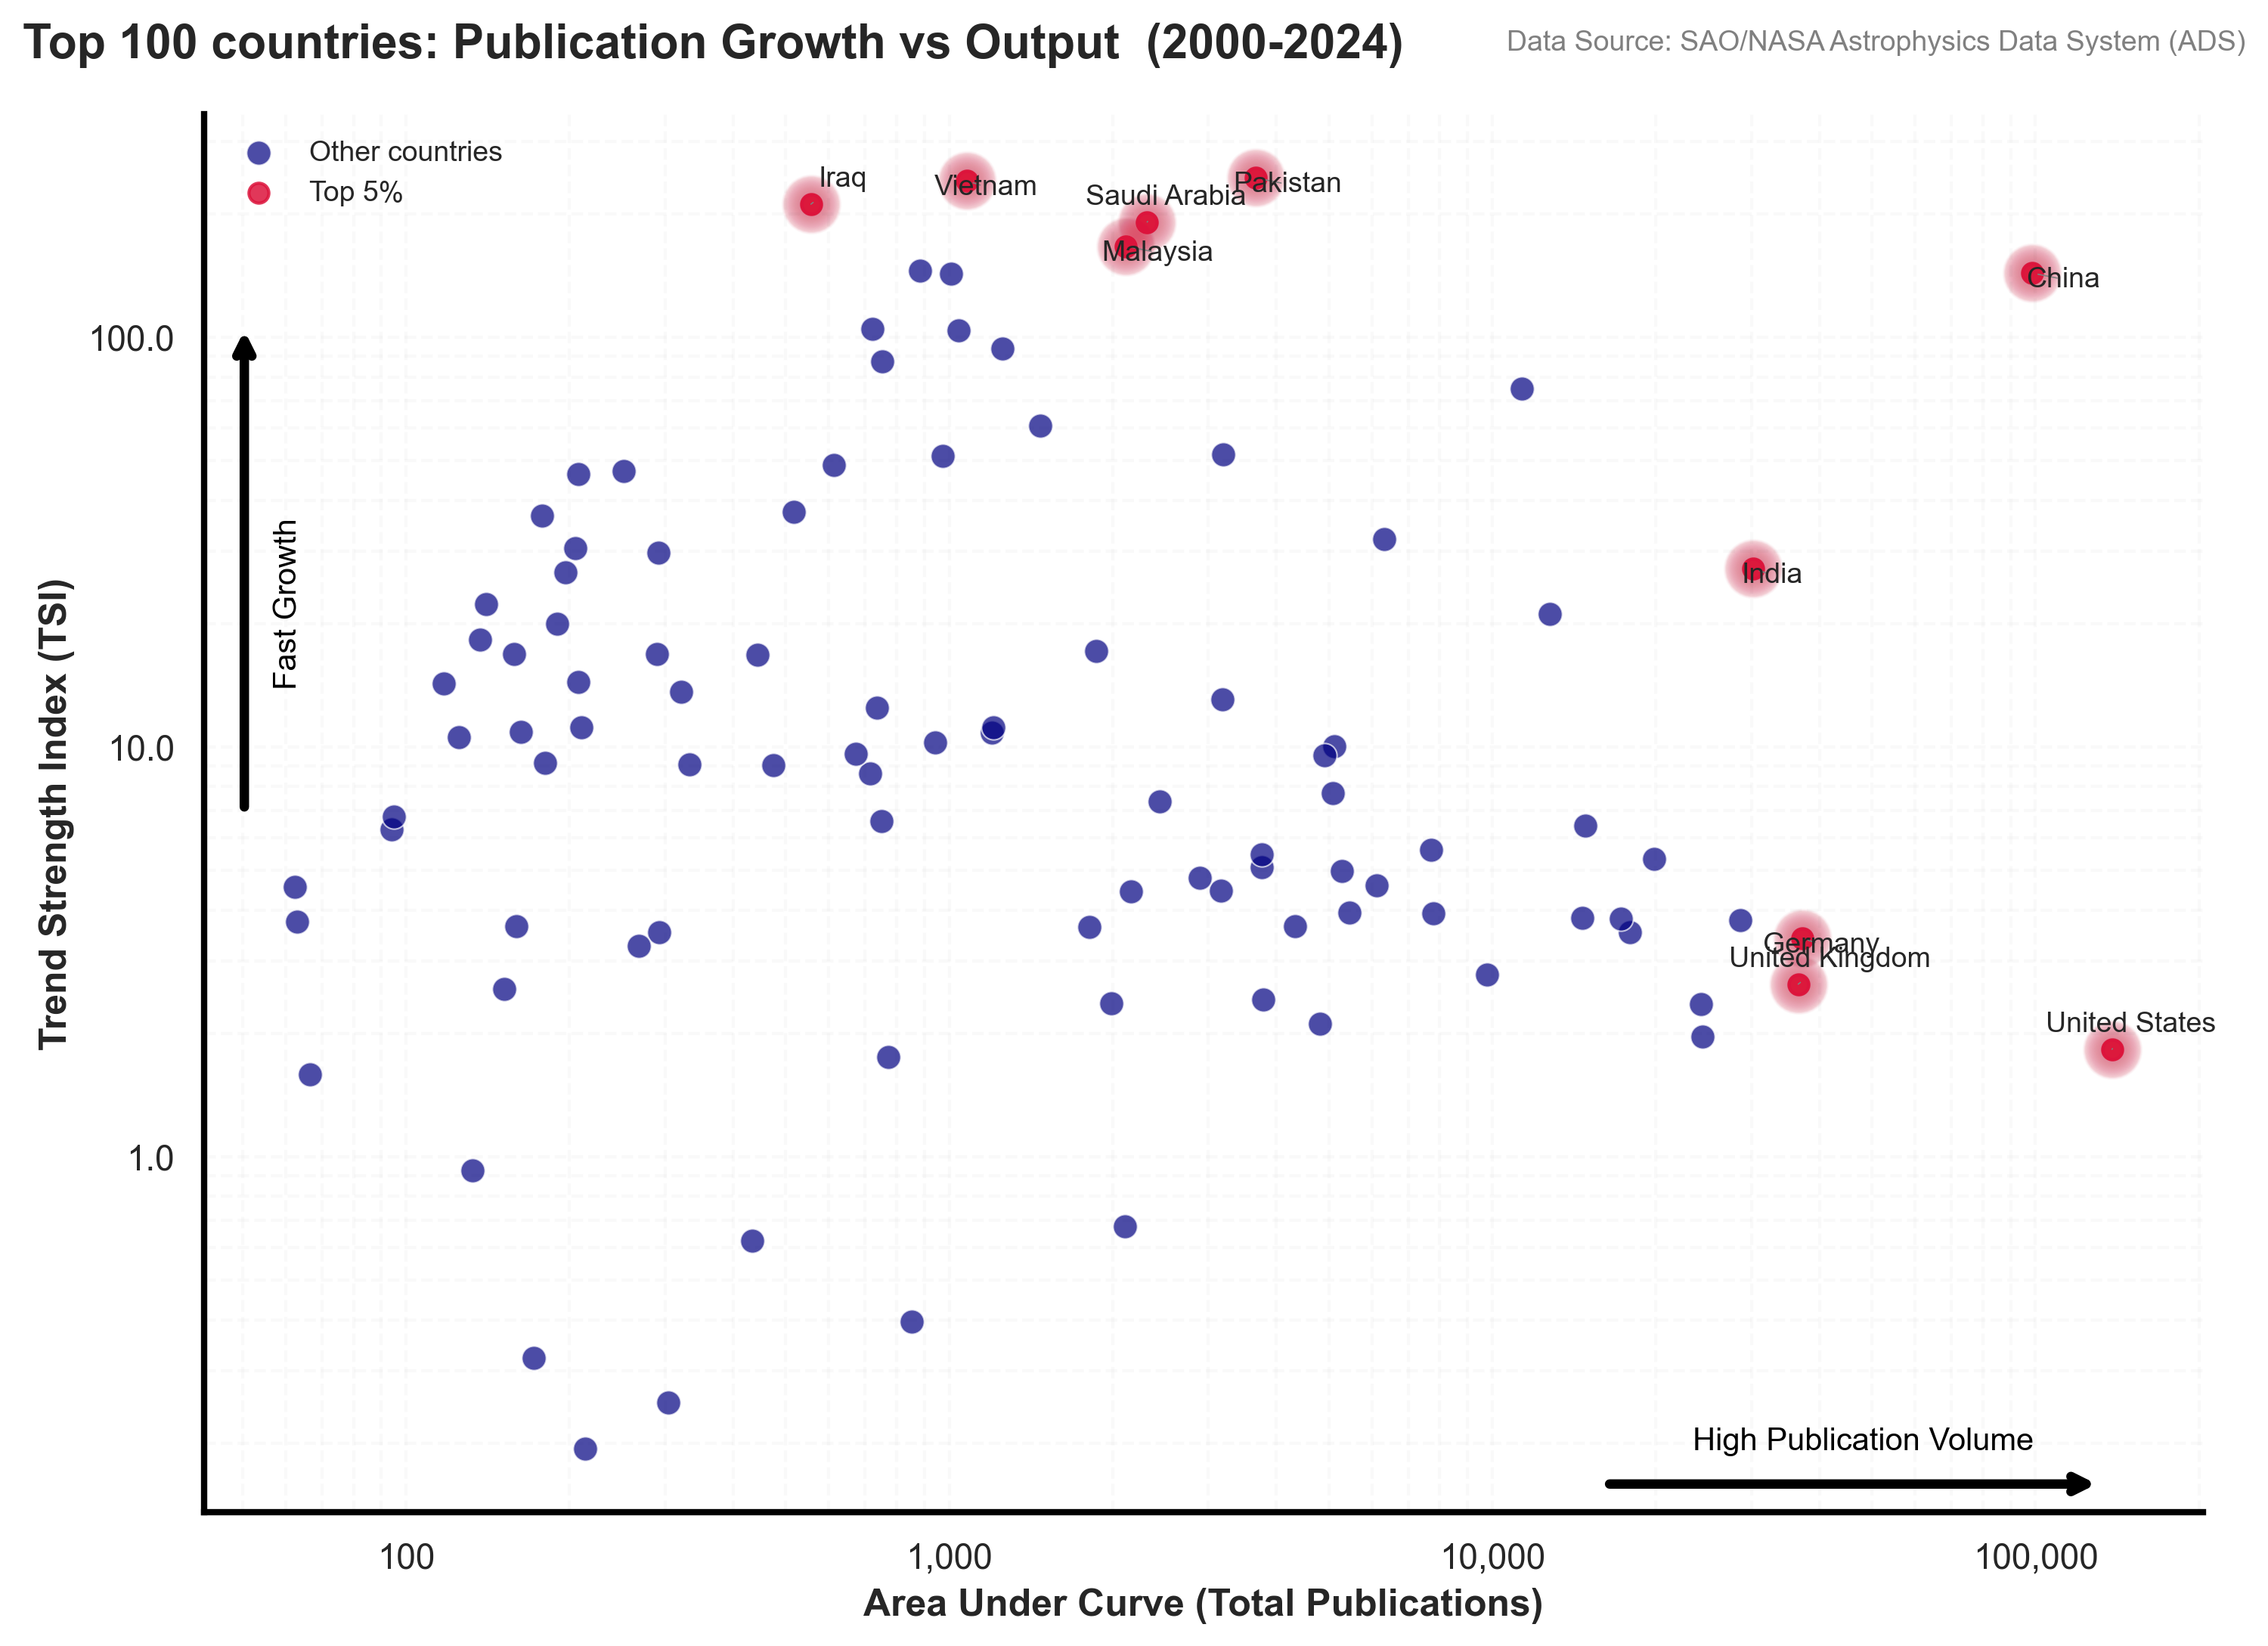 Top 100 countries: Publication Growth vs Output (2000-2024)
Data Source: SAO/NASA Astrophysics Data System (ADS)
Other countries
Top 5%
Iraq
Vietnam
Pakistan
Saudi Arabia
Malaysia
China
India
Germany
United Kingdom
United States
Fast Growth
High Publication Volume
Trend Strength Index (TSI)
100.0
10.0
1.0
100
1,000
10,000
100,000
Area Under Curve (Total Publications)